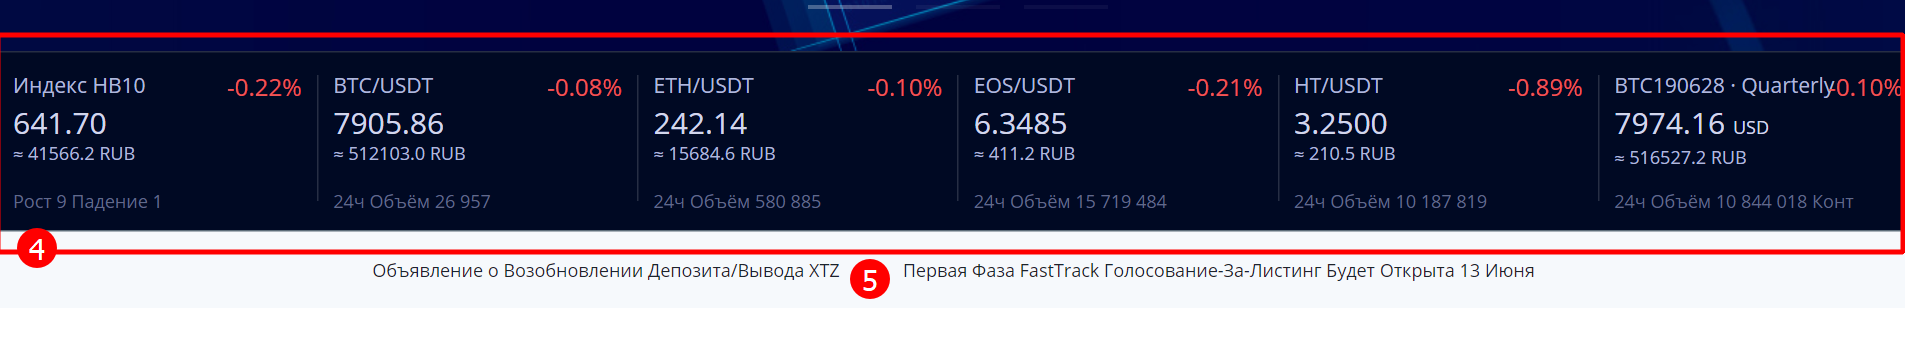 Индекс HB10 -0.22%
641.70
≈ 41566.2 RUB
Рост 9 Падение 1
BTC/USDT -0.08%
7905.86
≈ 512103.0 RUB
24ч Объём 26 957
ETH/USDT -0.10%
242.14
≈ 15684.6 RUB
24ч Объём 580 885
EOS/USDT -0.21%
6.3485
≈ 411.2 RUB
24ч Объём 15 719 484
HT/USDT -0.89%
3.2500
≈ 210.5 RUB
24ч Объём 10 187 819
BTC190628 · Quarterly -0.10%
7974.16 USD
≈ 516527.2 RUB
24ч Объём 10 844 018 Конт
4
Объявление о Возобновлении Депозита/Вывода XTZ
5
Первая Фаза FastTrack Голосование-За-Листинг Будет Открыта 13 Июня